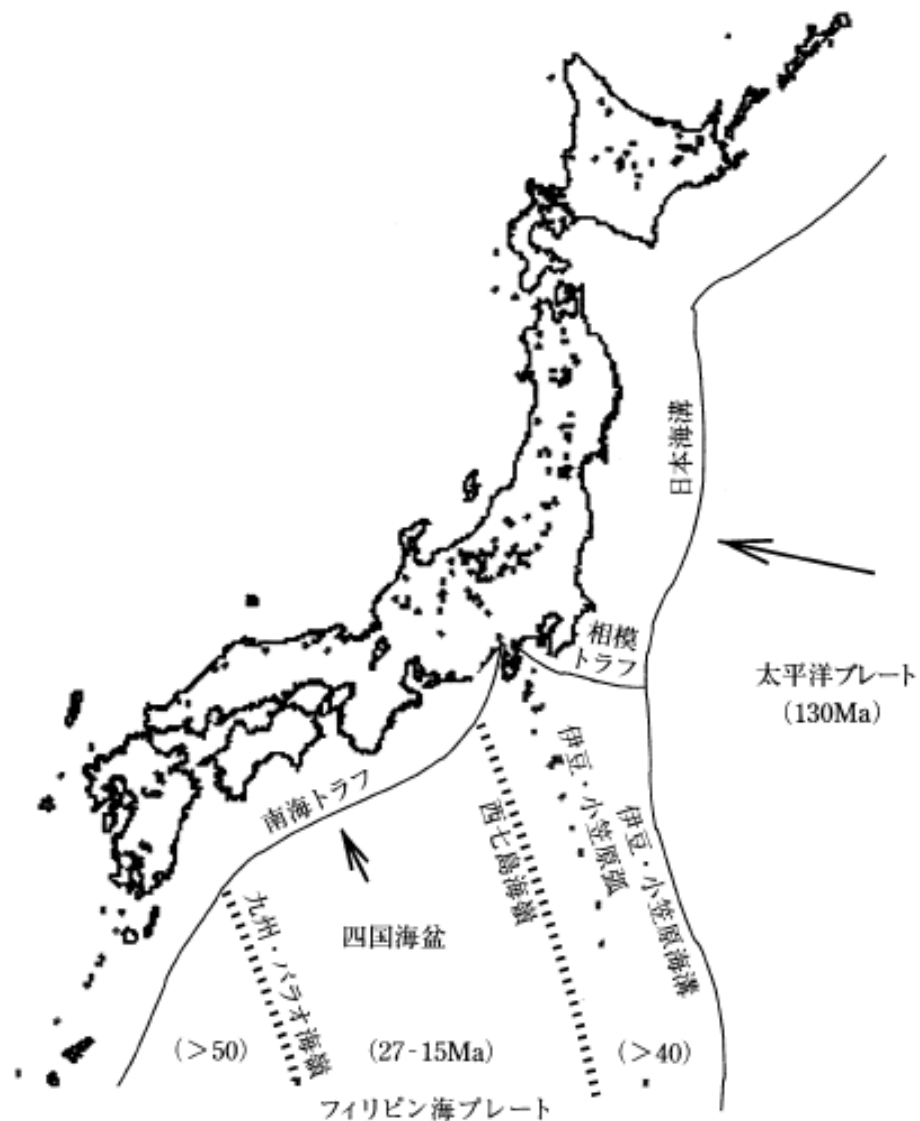 日本海溝
相模
トラフ
太平洋プレート
(130Ma)
南海トラフ
伊豆・小笠原弧
伊豆・小笠原海溝
西七島海嶺
四国海盆
九州・パラオ海嶺
(>50)
(27-15Ma)
(>40)
フィリピン海プレート